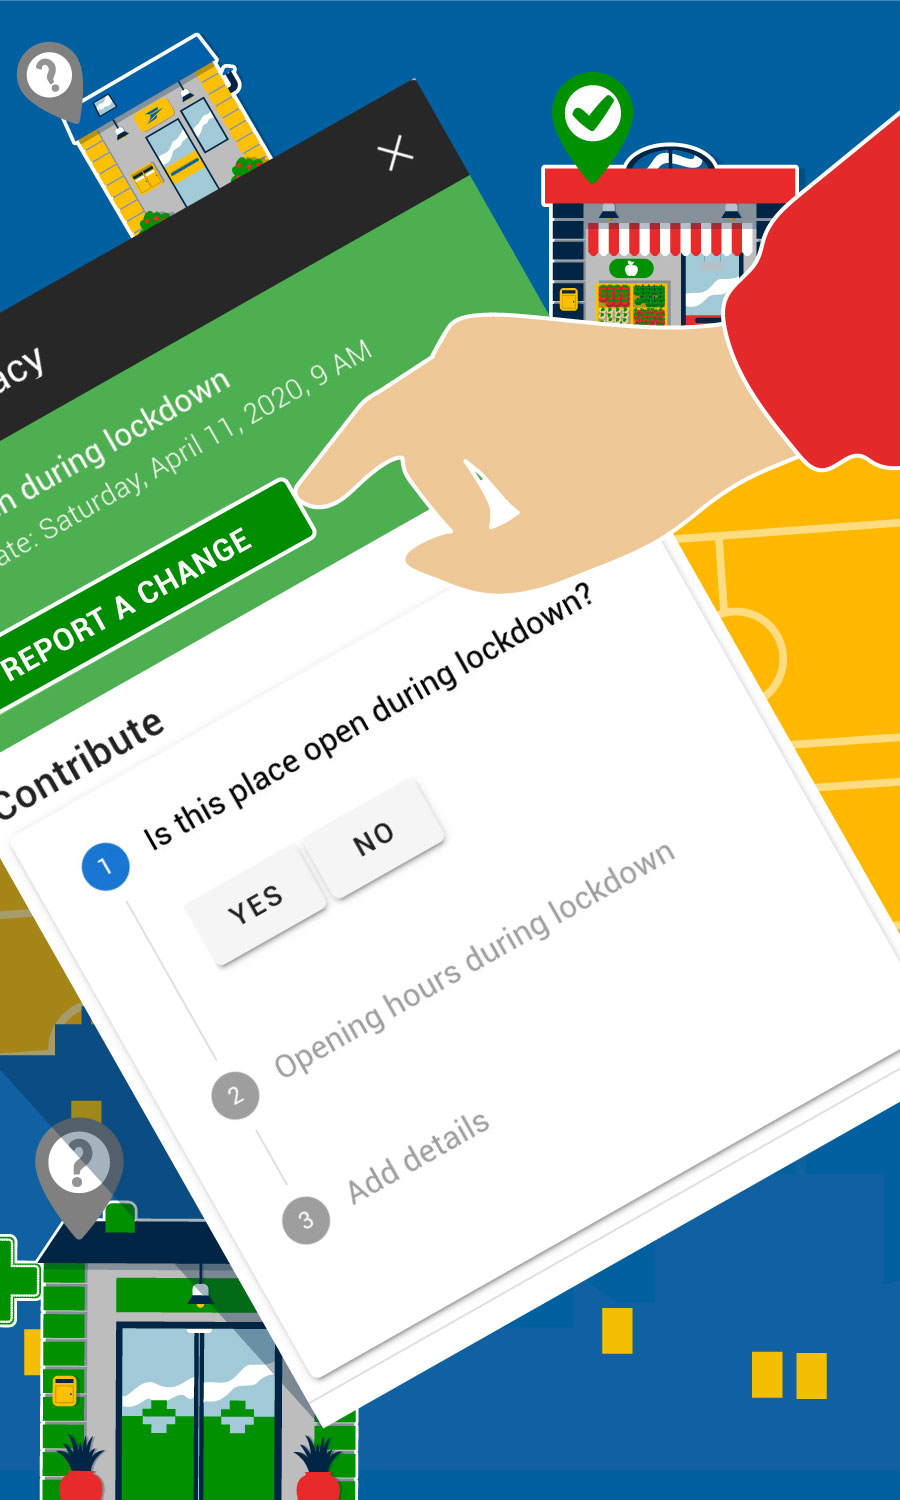 ?
acy
n during lockdown
ate: Saturday, April 11, 2020, 9 AM
REPORT A CHANGE
Contribute
1
Is this place open during lockdown?
YES
NO
2
Opening hours during lockdown
3
Add details
?